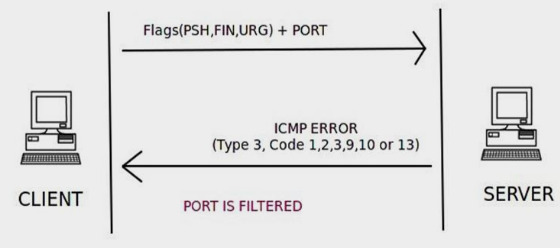 Flags(PSH,FIN,URG) + PORT
ICMP ERROR
(Type 3, Code 1,2,3,9,10 or 13)
CLIENT
SERVER
PORT IS FILTERED